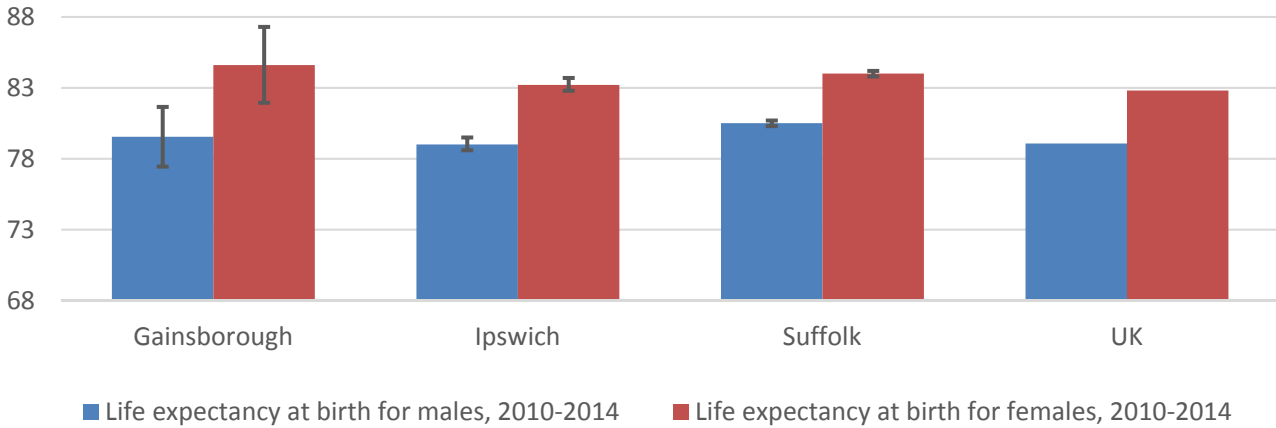 88
83
78
73
68
Gainsborough Ipswich Suffolk UK
Life expectancy at birth for males, 2010-2014 Life expectancy at birth for females, 2010-2014